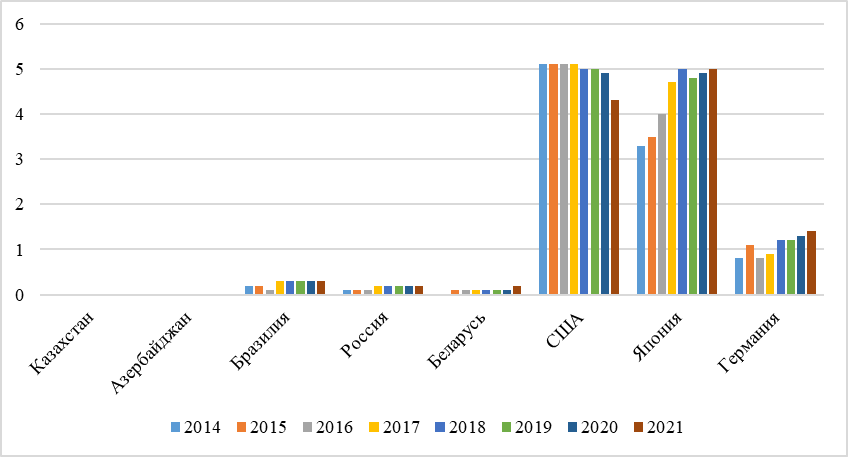 6
5
4
3
2
1
0
Казахстан
Азербайджан
Бразилия
Россия
Беларусь
США
Япония
Германия
2014 2015 2016 2017 2018 2019 2020 2021